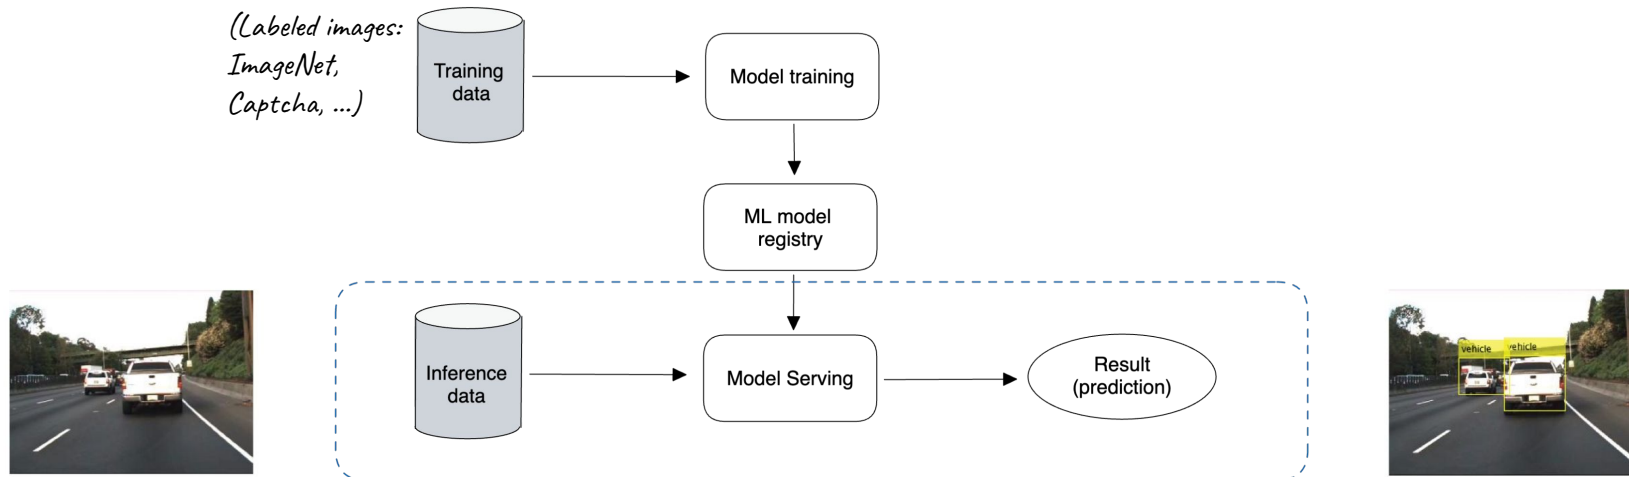 (Labeled images:
ImageNet,
Captcha, ...)
Training
data
Model training
ML model
registry
Inference
data
Model Serving
Result
(prediction)
vehicle
vehicle